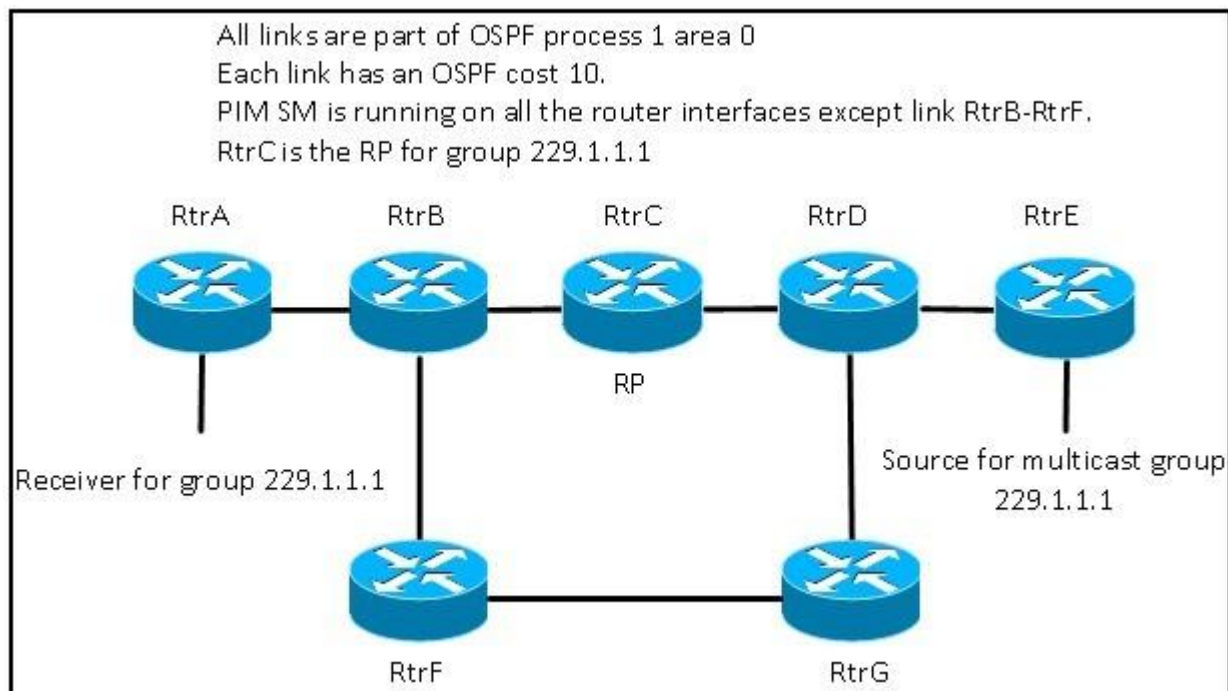 All links are part of OSPF process 1 area 0
Each link has an OSPF cost 10.
PIM SM is running on all the router interfaces except link RtrB-RtrF.
RtrC is the RP for group 229.1.1.1
RtrA
RtrB
RtrC
RtrD
RtrE
RP
Receiver for group 229.1.1.1
Source for multicast group
229.1.1.1
RtrF
RtrG